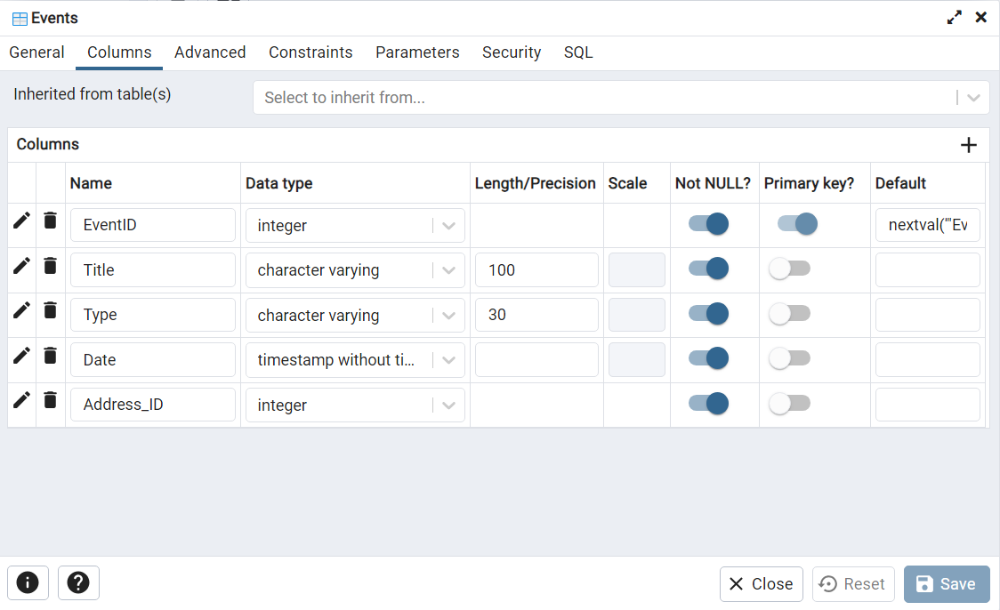 Events
General Columns Advanced Constraints Parameters Security SQL
Inherited from table(s) Select to inherit from...
Columns
Name Data type Length/Precision Scale Not NULL? Primary key? Default
EventID integer nextval('"Ev
Title character varying 100
Type character varying 30
Date timestamp without ti...
Address_ID integer
Close Reset Save